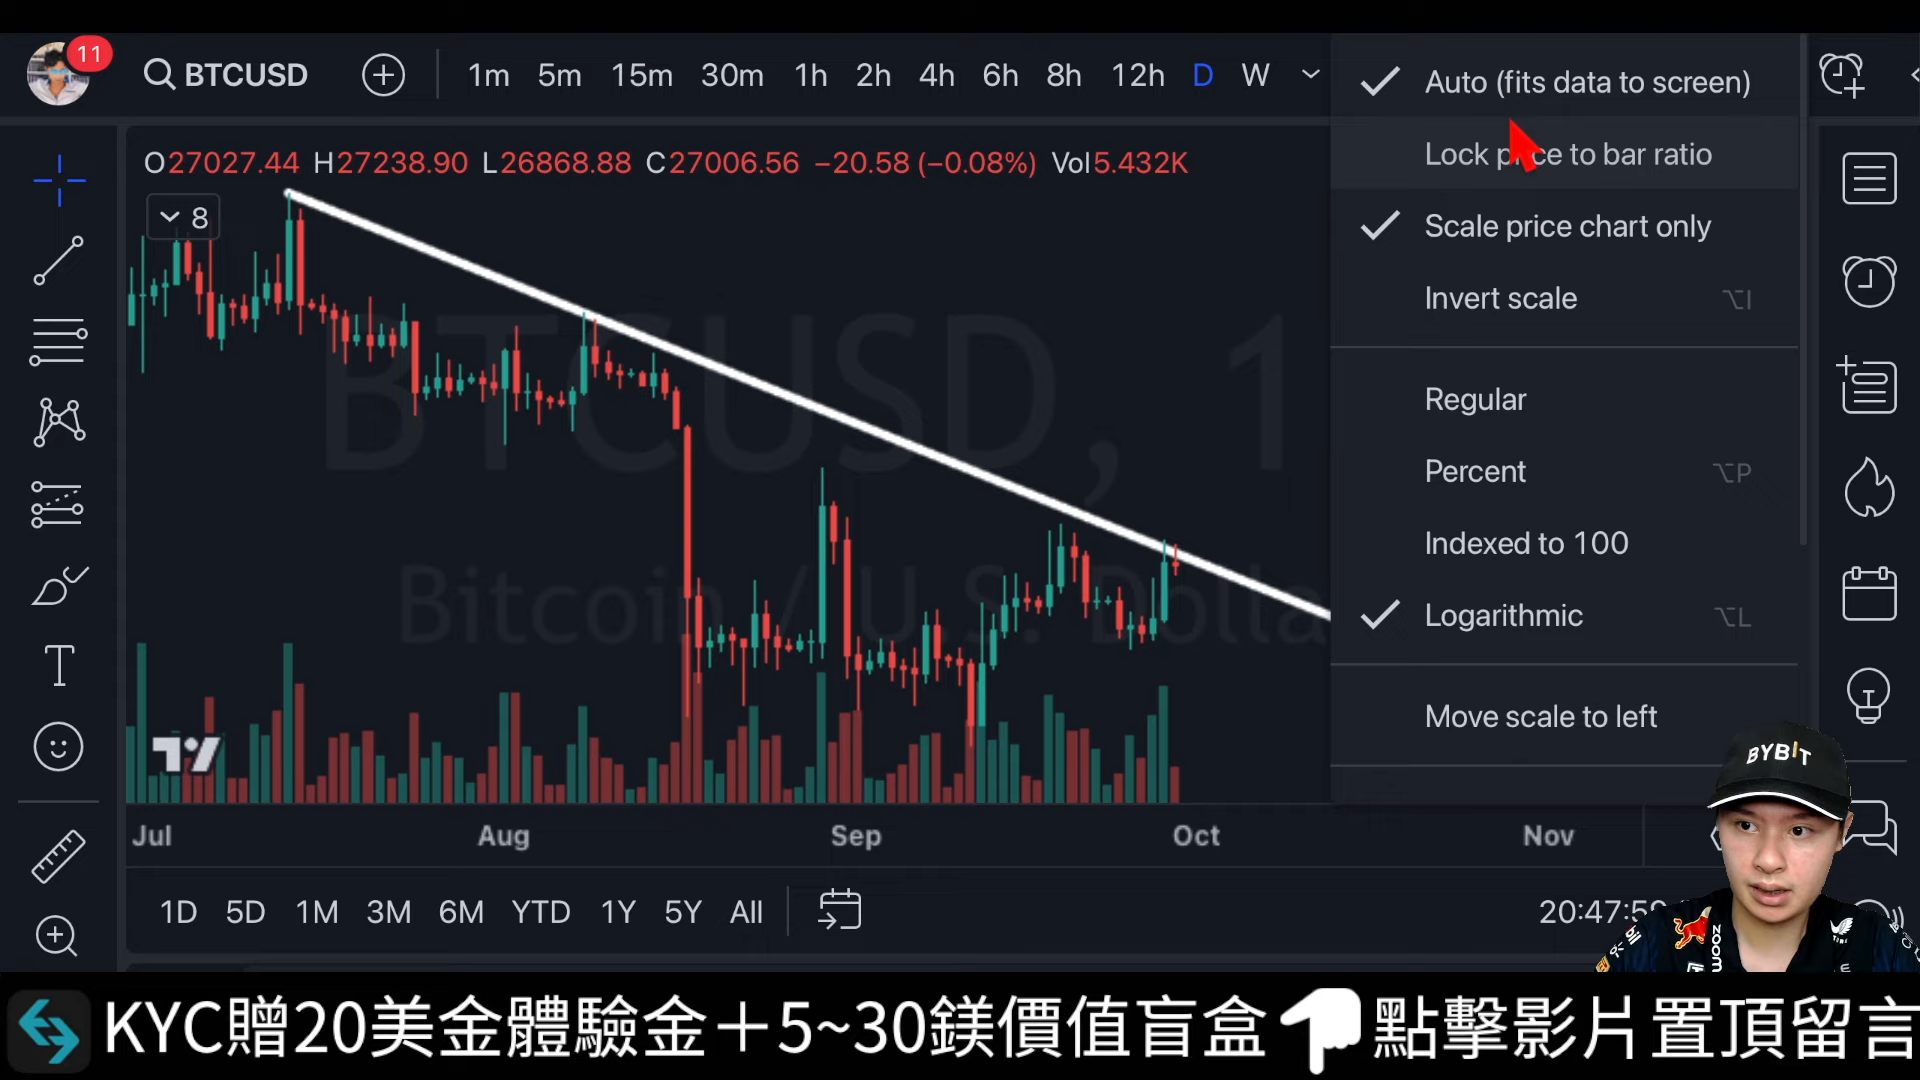 11
BTCUSD
1m 5m 15m 30m 1h 2h 4h 6h 8h 12h D W
O27027.44 H27238.90 L26868.88 C27006.56 −20.58 (−0.08%) Vol5.432K
8
BTCUSD, 1
Bitcoin / U.S. Dolla
Auto (fits data to screen)
Lock price to bar ratio
Scale price chart only
Invert scale ⌥I
Regular
Percent ⌥P
Indexed to 100
Logarithmic ⌥L
Move scale to left
Jul Aug Sep Oct Nov
1D 5D 1M 3M 6M YTD 1Y 5Y All
BYBIT
KYC贈20美金體驗金＋5~30鎂價值盲盒 點擊影片置頂留言